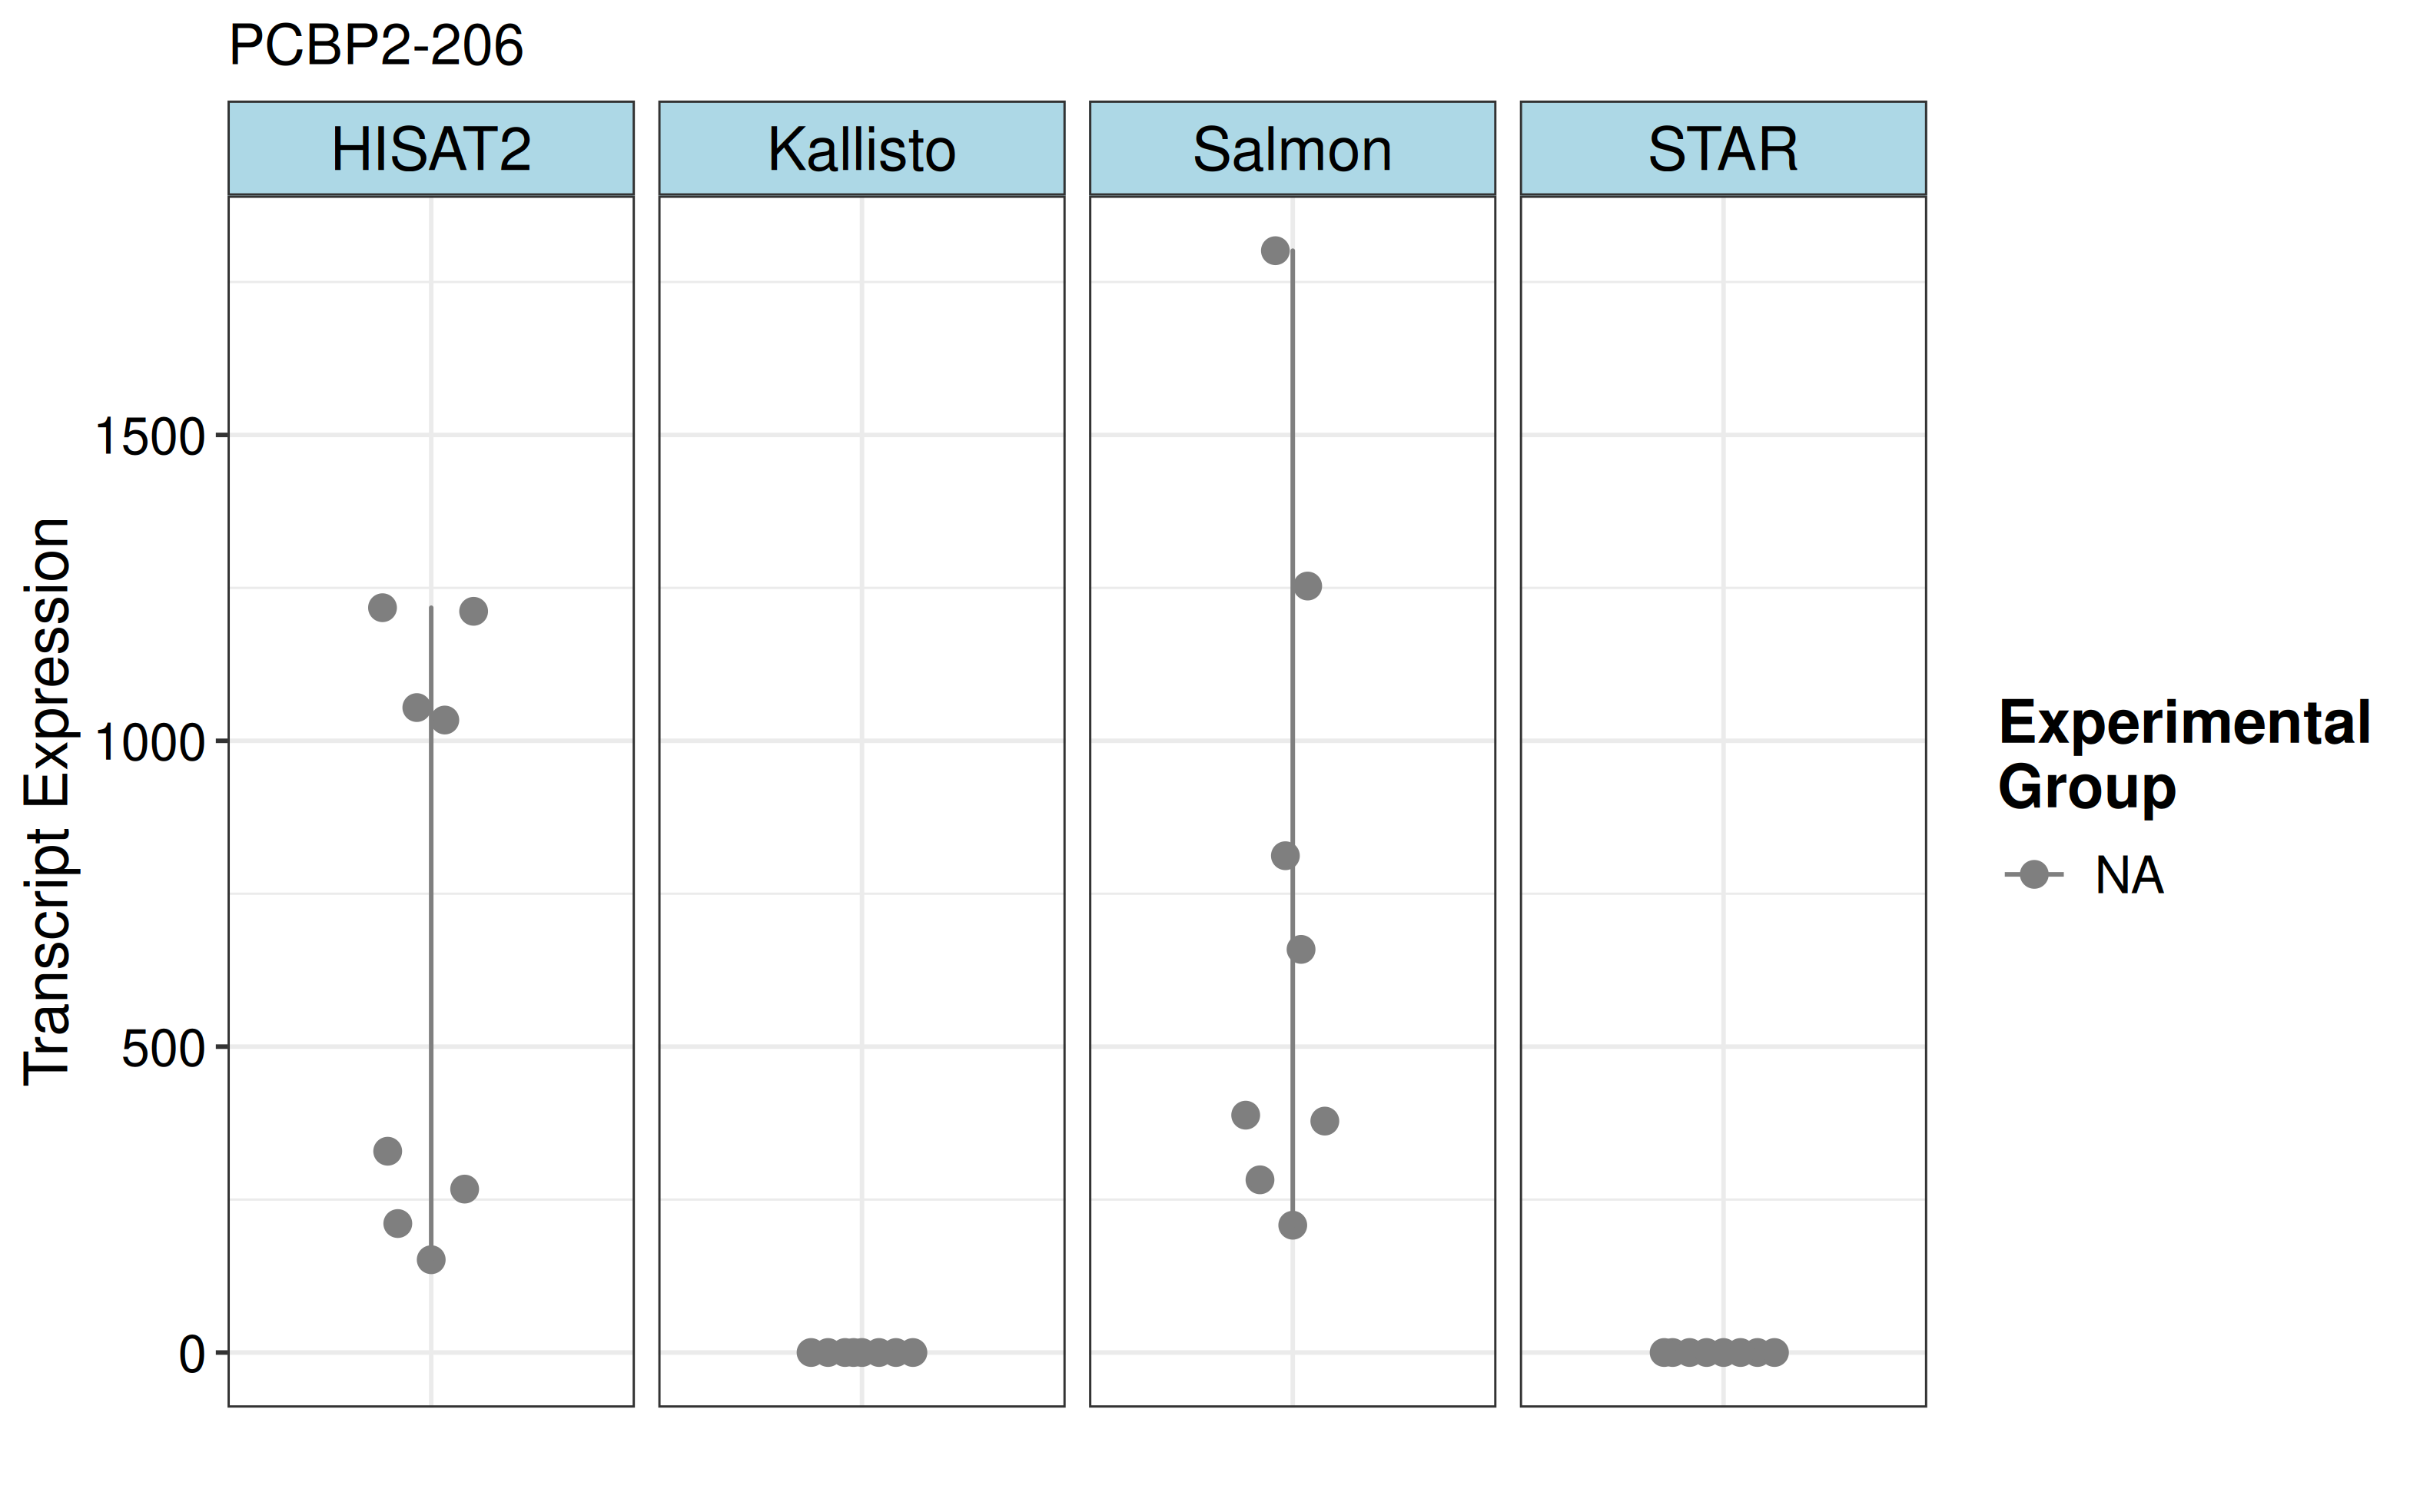 PCBP2-206
HISAT2
Kallisto
Salmon
STAR
Transcript Expression
1500
1000
500
0
Experimental
Group
NA